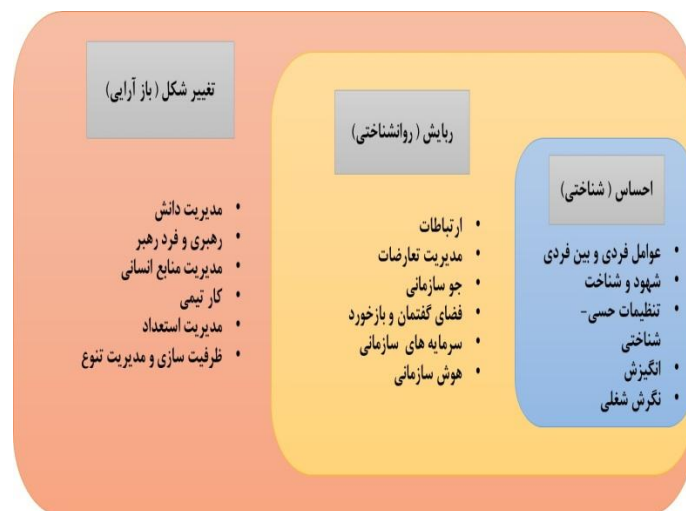 احساس ( شناختی)
عوامل فردی و بین فردی
شهود و شناخت
تنظیمات حسی-
شناختی
انگیزش
نگرش شغلی
ربایش ( روانشناختی)
ارتباطات
مدیریت تعارضات
جو سازمانی
فضای گفتمان و بازخورد
سرمایه های سازمانی
هوش سازمانی
تغییر شکل ( باز آرایی)
مدیریت دانش
رهبری و فرد رهبر
مدیریت منابع انسانی
کار تیمی
مدیریت استعداد
ظرفیت سازی و مدیریت تنوع